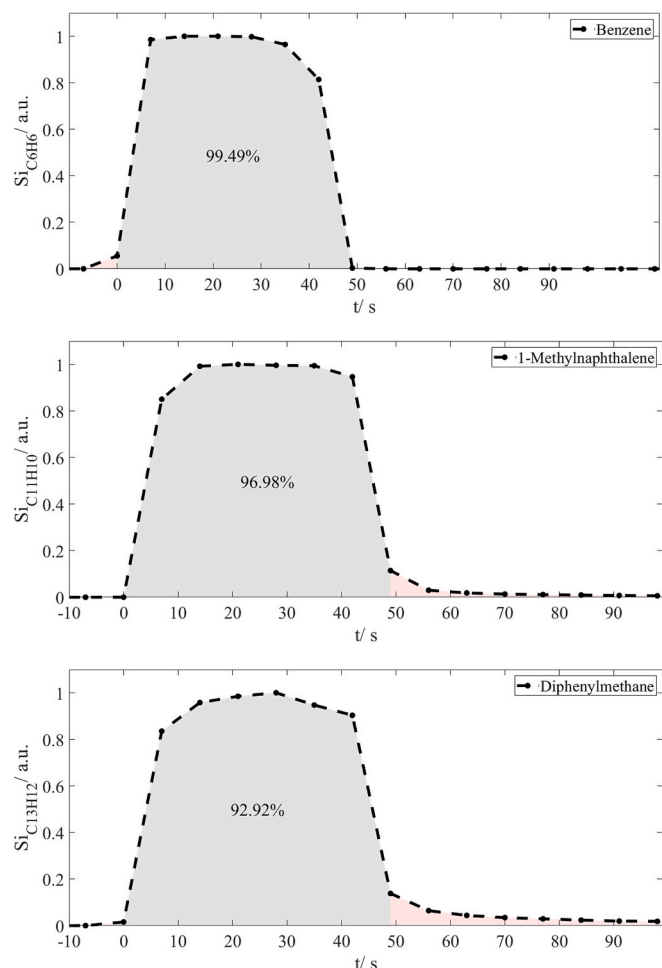 Benzene
1
0.8
0.6
0.4
0.2
0
Si_C6H6/ a.u.
99.49%
0 10 20 30 40 50 60 70 80 90
t/ s
1-Methylnaphthalene
1
0.8
0.6
0.4
0.2
0
Si_C11H10/ a.u.
96.98%
-10 0 10 20 30 40 50 60 70 80 90
t/ s
Diphenylmethane
1
0.8
0.6
0.4
0.2
0
Si_C13H12/ a.u.
92.92%
-10 0 10 20 30 40 50 60 70 80 90
t/ s